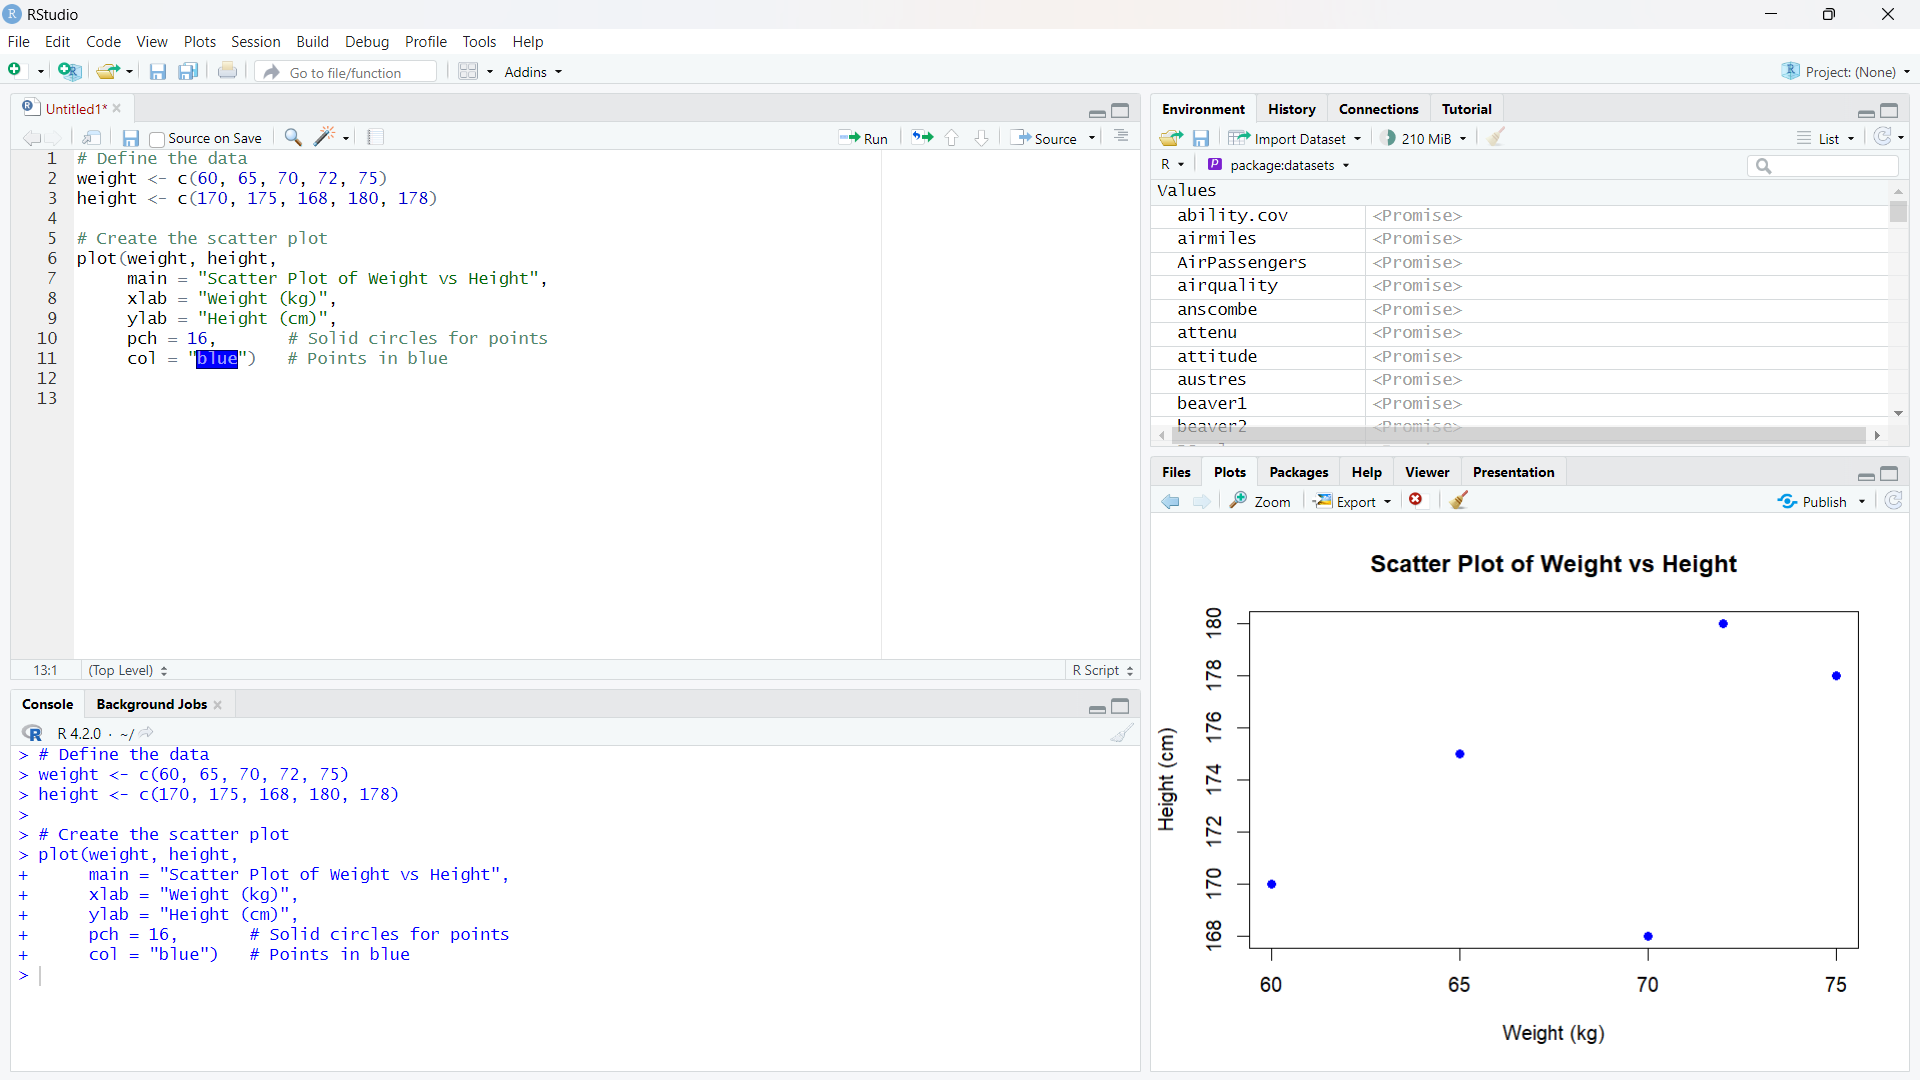 RStudio
File Edit Code View Plots Session Build Debug Profile Tools Help
Go to file/function Addins Project: (None)
Untitled1*
Source on Save Run Source
1 # Define the data
2 weight <- c(60, 65, 70, 72, 75)
3 height <- c(170, 175, 168, 180, 178)
4
5 # Create the scatter plot
6 plot(weight, height,
7 main = "Scatter Plot of Weight vs Height",
8 xlab = "Weight (kg)",
9 ylab = "Height (cm)",
10 pch = 16, # Solid circles for points
11 col = "blue") # Points in blue
12
13
13:1 (Top Level) R Script
Console Background Jobs
R 4.2.0 · ~/
> # Define the data
> weight <- c(60, 65, 70, 72, 75)
> height <- c(170, 175, 168, 180, 178)
>
> # Create the scatter plot
> plot(weight, height,
+ main = "Scatter Plot of Weight vs Height",
+ xlab = "Weight (kg)",
+ ylab = "Height (cm)",
+ pch = 16, # Solid circles for points
+ col = "blue") # Points in blue
>
Environment History Connections Tutorial
Import Dataset 210 MiB List
R package:datasets
Values
ability.cov <Promise>
airmiles <Promise>
AirPassengers <Promise>
airquality <Promise>
anscombe <Promise>
attenu <Promise>
attitude <Promise>
austres <Promise>
beaver1 <Promise>
beaver2 <Promise>
Files Plots Packages Help Viewer Presentation
Zoom Export Publish
Scatter Plot of Weight vs Height
180
178
176
174
172
170
168
Height (cm)
60 65 70 75
Weight (kg)